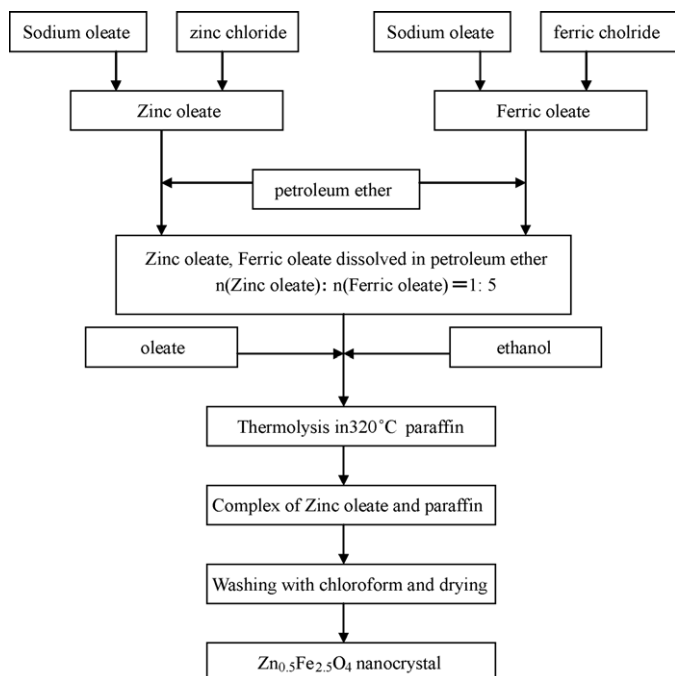 Sodium oleate
zinc chloride
Sodium oleate
ferric cholride
Zinc oleate
Ferric oleate
petroleum ether
Zinc oleate, Ferric oleate dissolved in petroleum ether
n(Zinc oleate): n(Ferric oleate)=1: 5
oleate
ethanol
Thermolysis in320°C paraffin
Complex of Zinc oleate and paraffin
Washing with chloroform and drying
Zn₀.₅Fe₂.₅O₄ nanocrystal